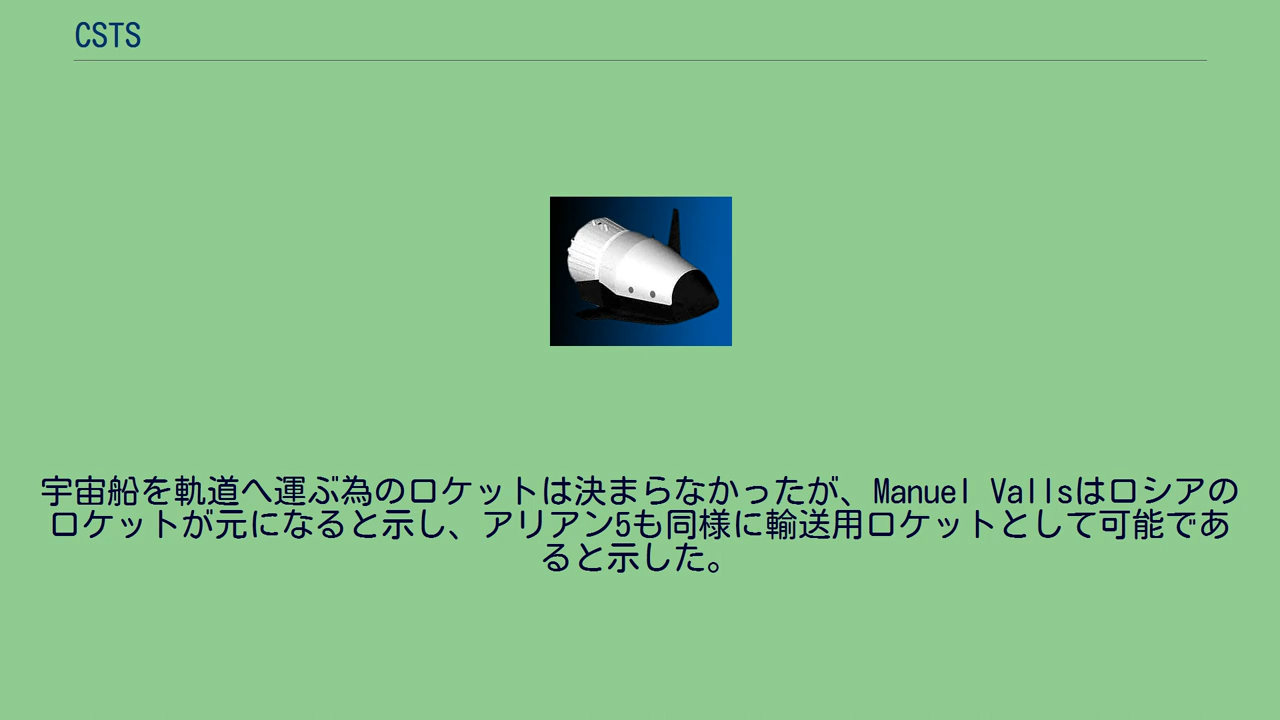 CSTS
宇宙船を軌道へ運ぶ為のロケットは決まらなかったが、Manuel Vallsはロシアの
ロケットが元になると示し、アリアン5も同様に輸送用ロケットとして可能であ
ると示した。